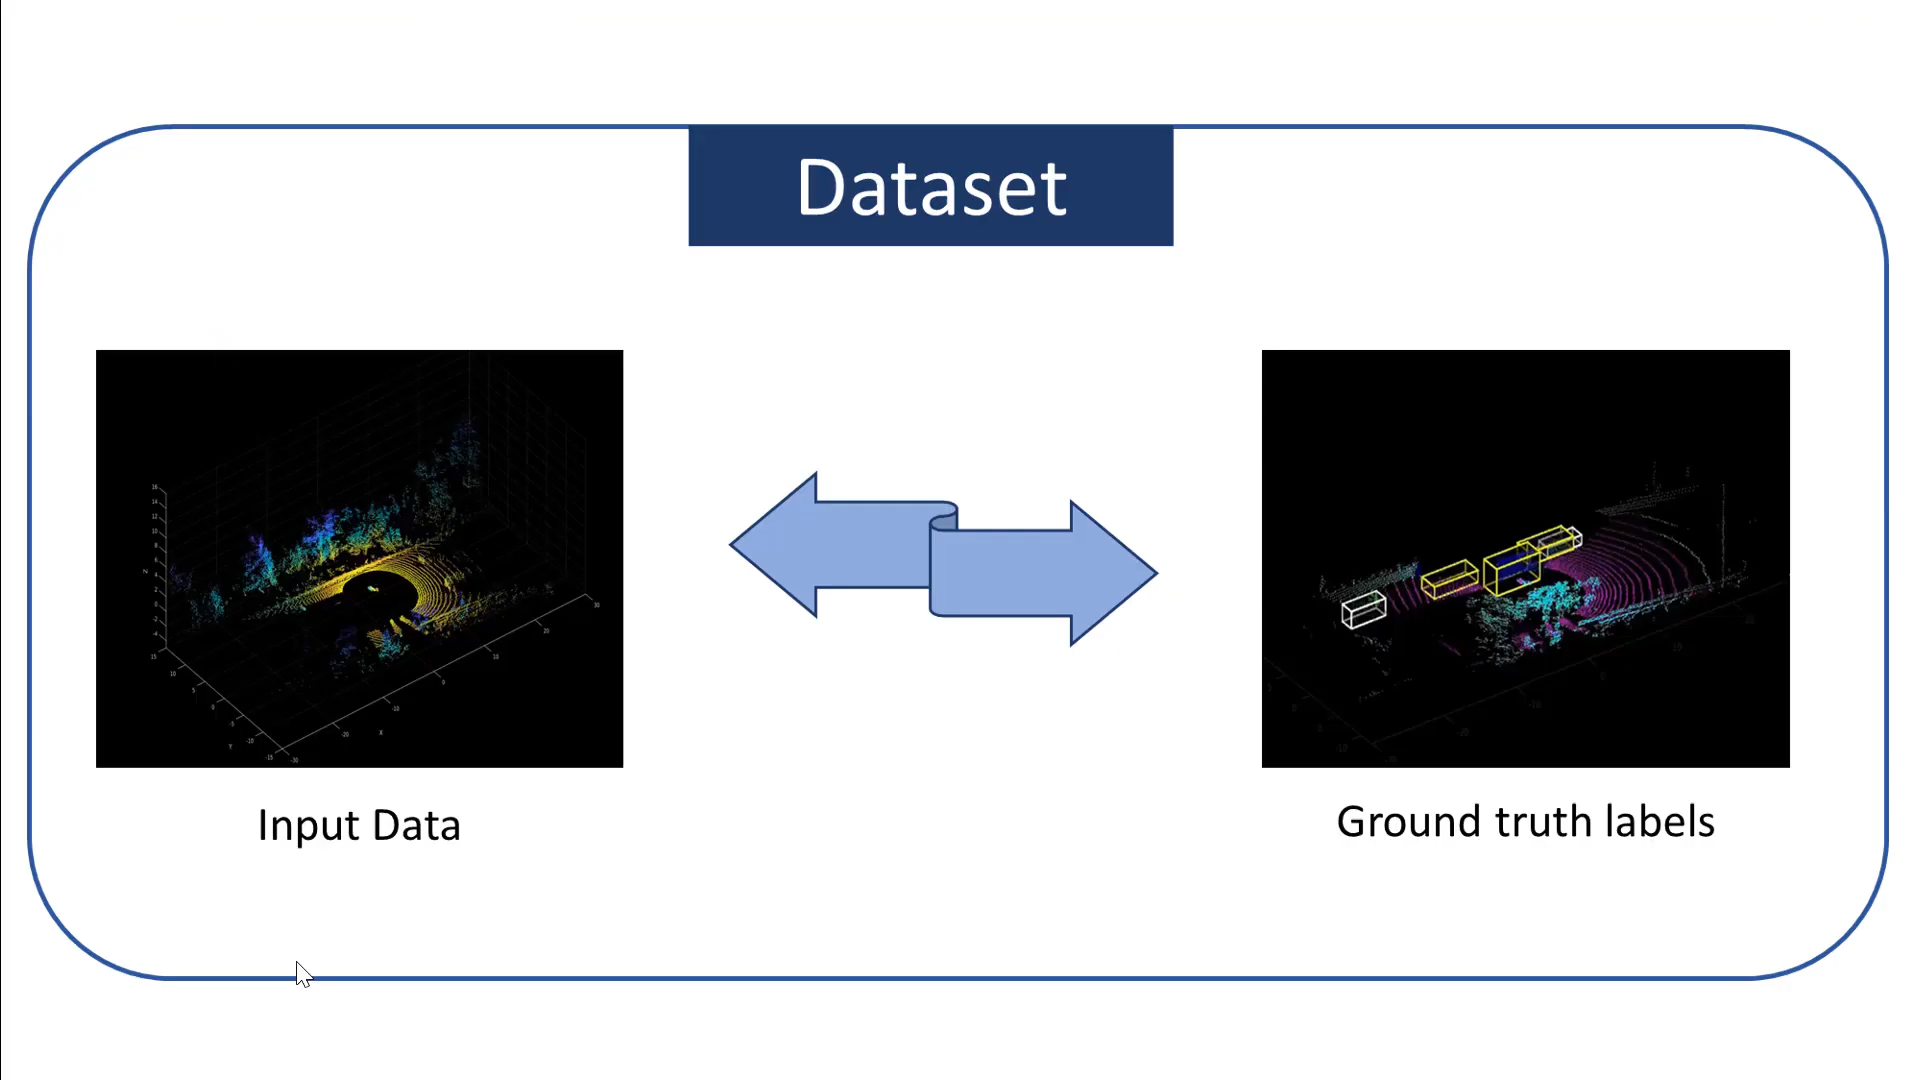 Dataset
Input Data
Ground truth labels